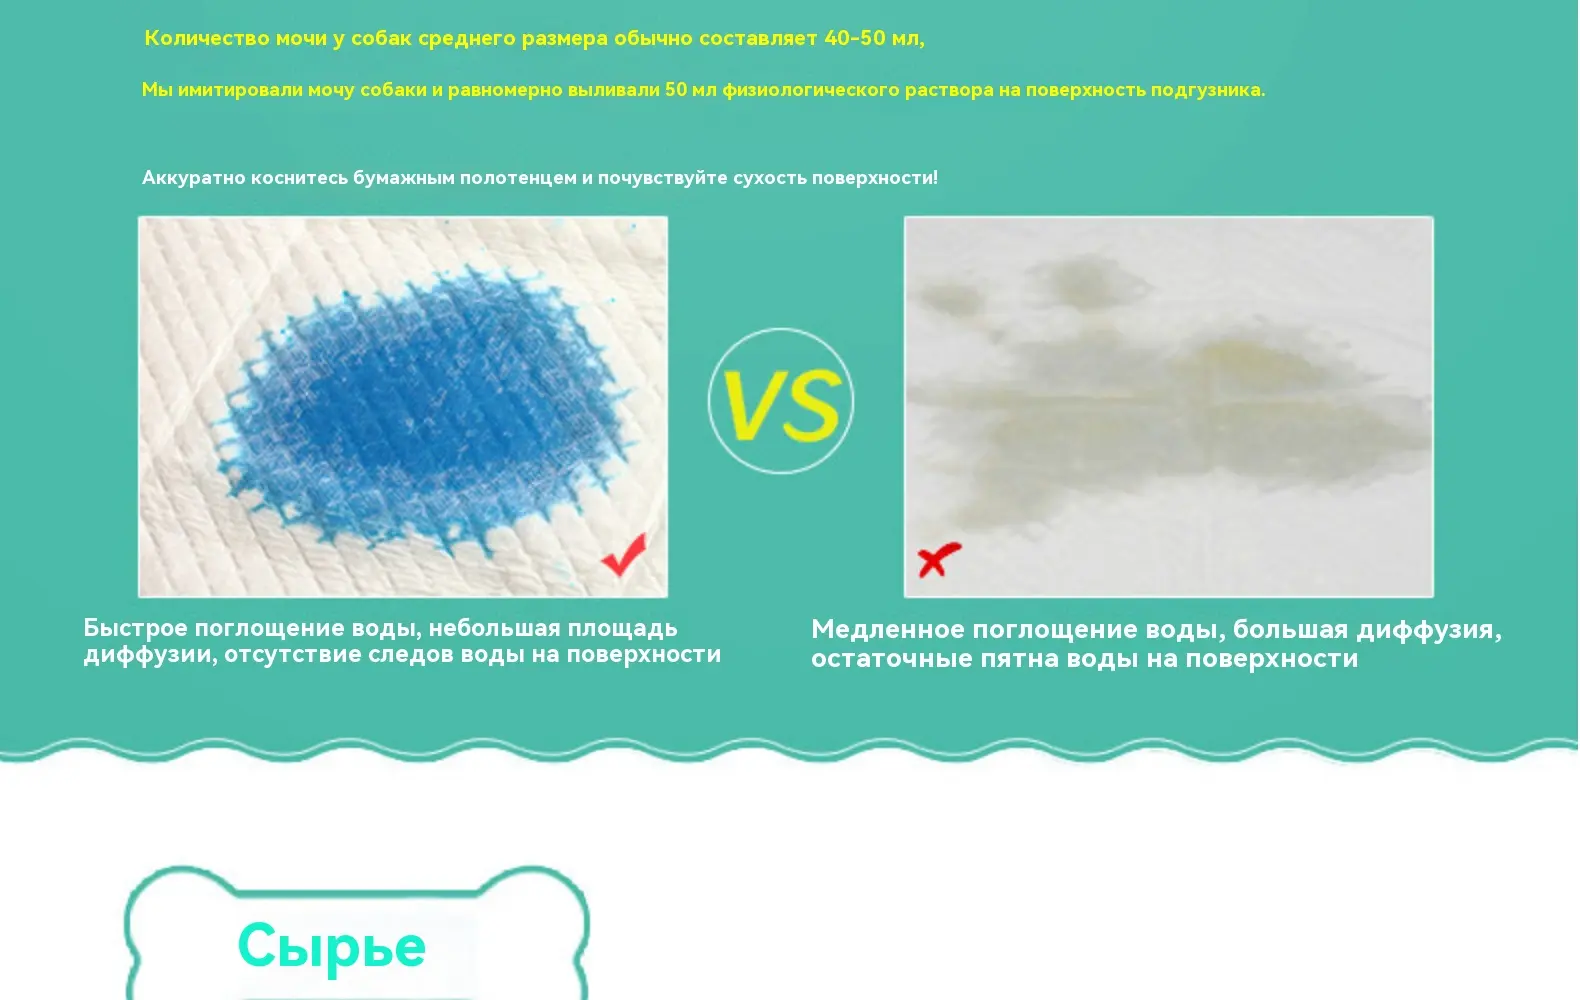 Количество мочи у собак среднего размера обычно составляет 40-50 мл,
Мы имитировали мочу собаки и равномерно выливали 50 мл физиологического раствора на поверхность подгузника.
Аккуратно коснитесь бумажным полотенцем и почувствуйте сухость поверхности!
VS
Быстрое поглощение воды, небольшая площадь
диффузии, отсутствие следов воды на поверхности
Медленное поглощение воды, большая диффузия,
остаточные пятна воды на поверхности
Сырье